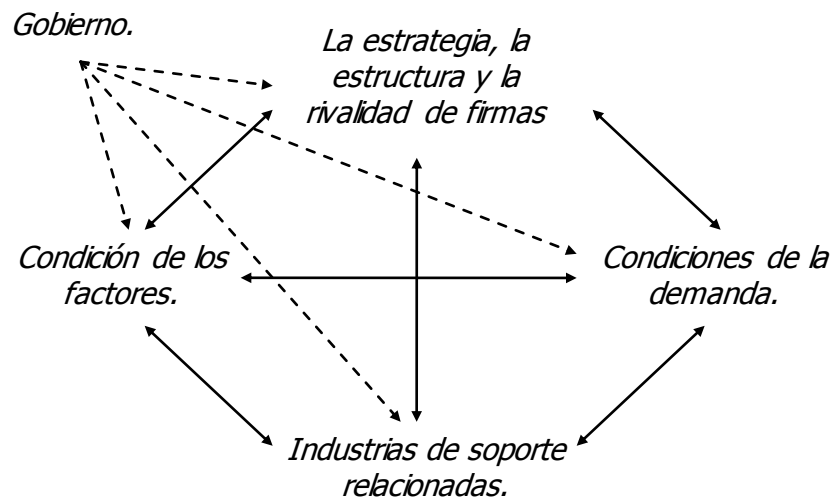 Gobierno.
La estrategia, la
estructura y la
rivalidad de firmas
Condición de los
factores.
Condiciones de la
demanda.
Industrias de soporte
relacionadas.